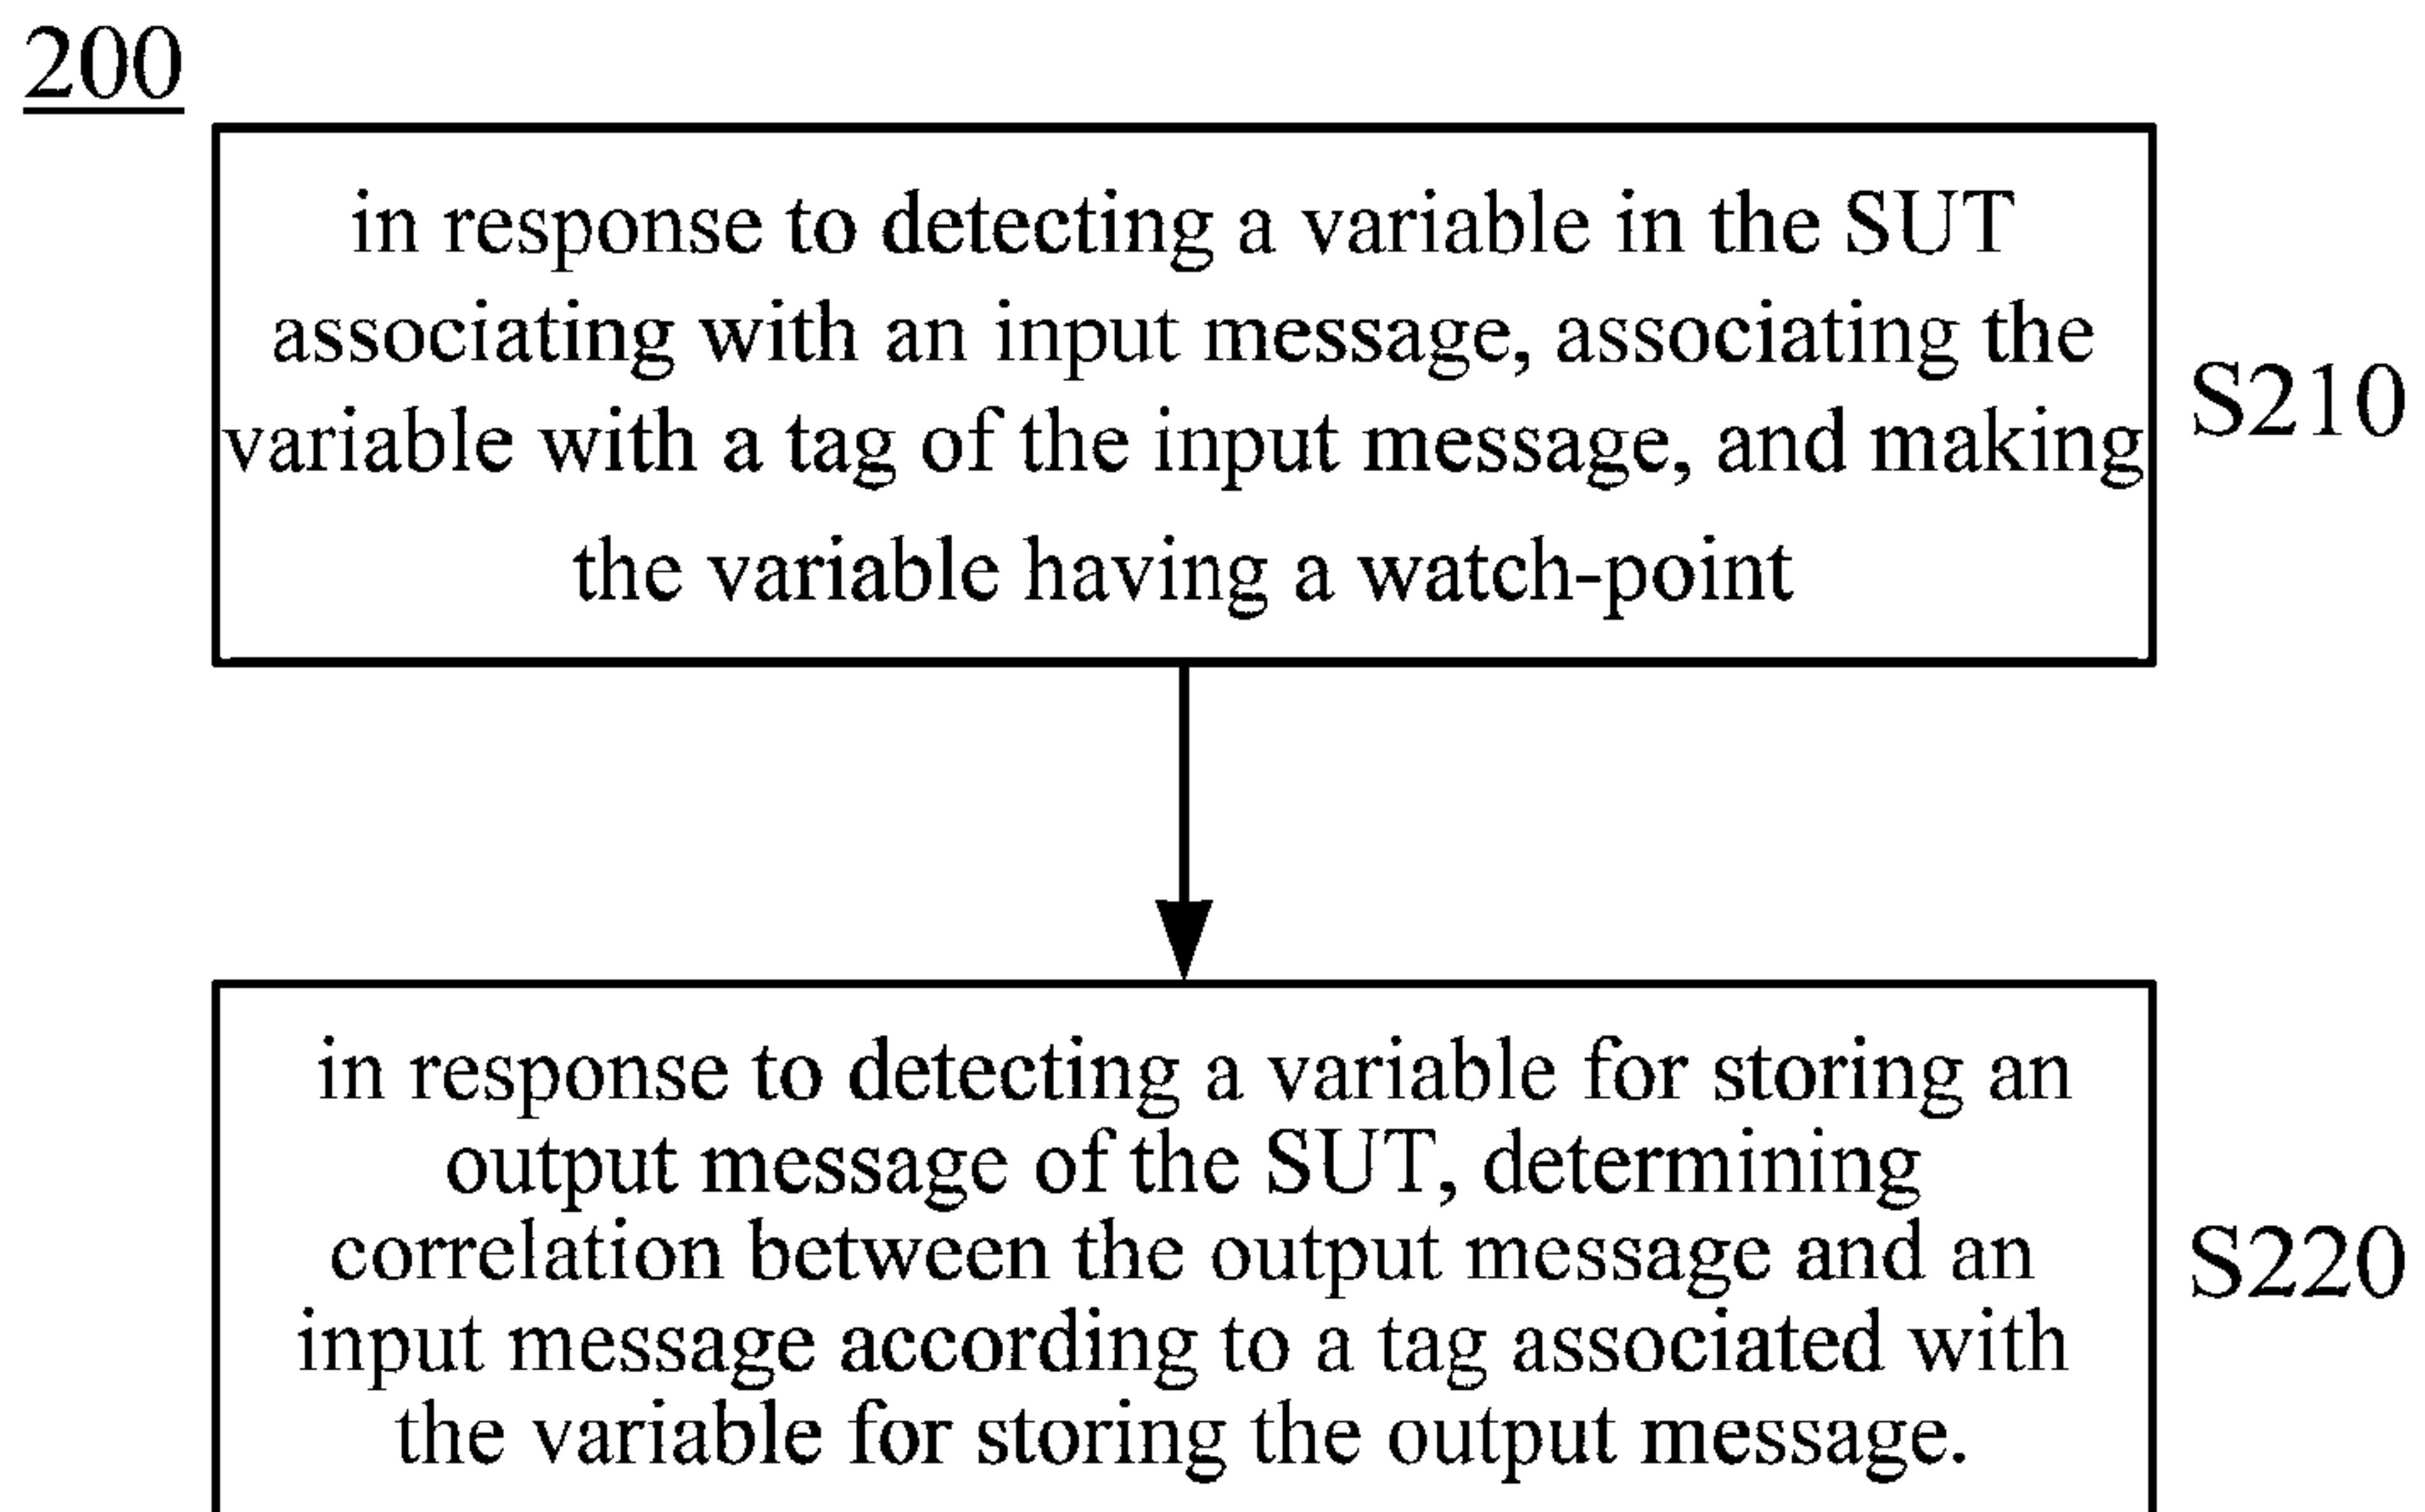 200
in response to detecting a variable in the SUT
associating with an input message, associating the
variable with a tag of the input message, and making
the variable having a watch-point
S210
in response to detecting a variable for storing an
output message of the SUT, determining
correlation between the output message and an
input message according to a tag associated with
the variable for storing the output message.
S220